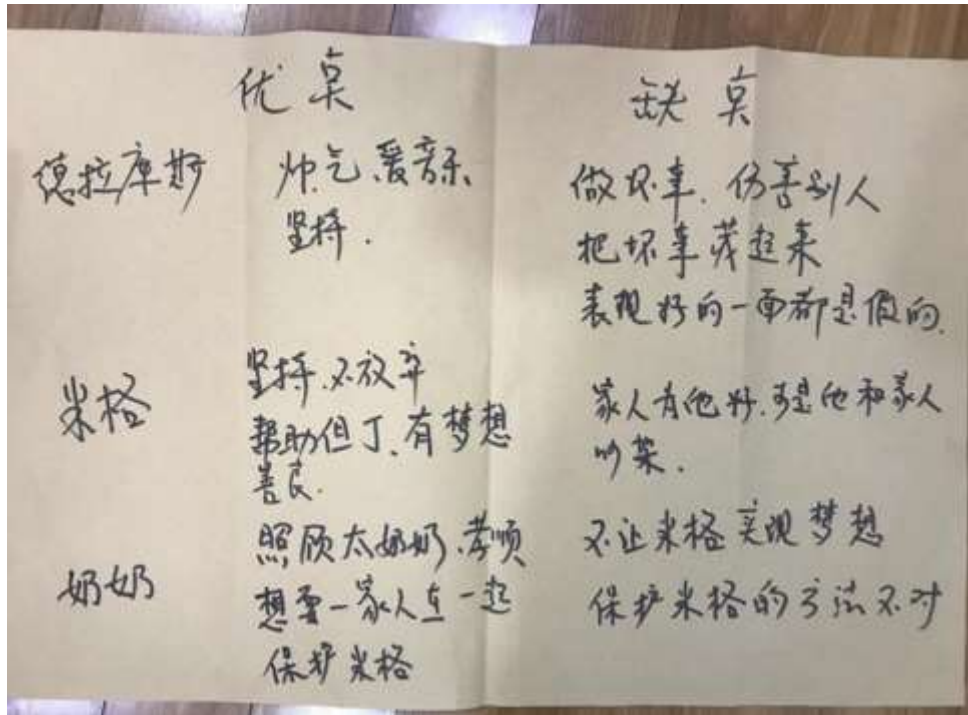 优点
缺点
德拉库斯
帅气、爱音乐、
坚持.
做坏事、伤害别人
把坏事藏起来
表现好的一面都是假的.
米格
坚持、不放弃
帮助但丁、有梦想
善良.
家人为他好.可是他和家人
吵架.
奶奶
照顾太奶奶、孝顺
想要一家人在一起
保护米格
不让米格实现梦想
保护米格的方法不对